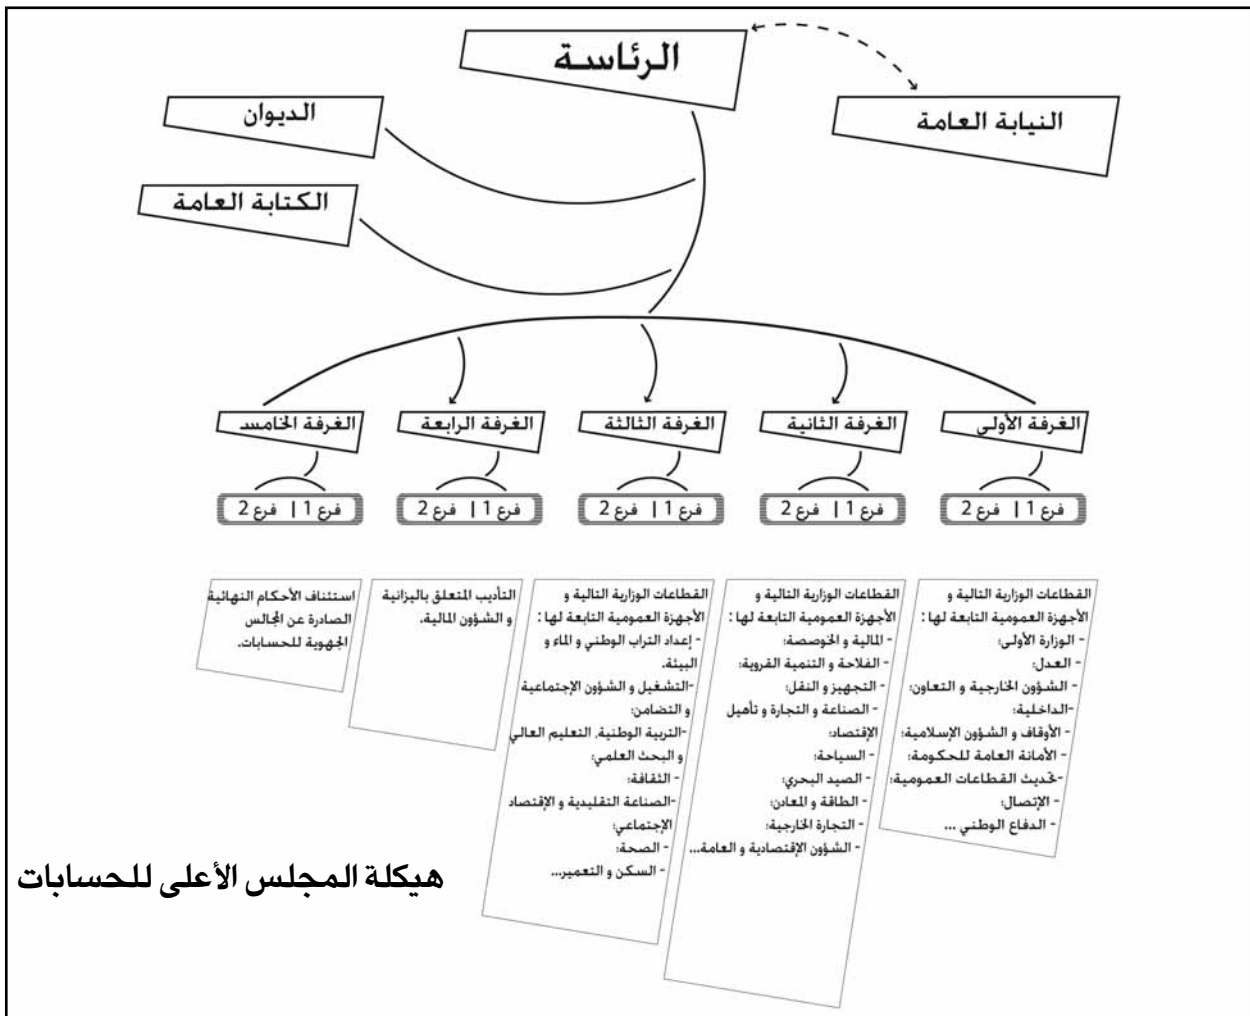 الرئاسة
النيابة العامة
الديوان
الكتابة العامة
الغرفة الأولى
الغرفة الثانية
الغرفة الثالثة
الغرفة الرابعة
الغرفة الخامسد
فرع 1 | فرع 2
فرع 1 | فرع 2
فرع 1 | فرع 2
فرع 1 | فرع 2
فرع 1 | فرع 2
القطاعات الوزارية التالية و
الأجهزة العمومية التابعة لها :
- الوزارة الأولى؛
- العدل؛
- الشؤون الخارجية و التعاون؛
-الداخلية؛
- الأوقاف و الشؤون الإسلامية؛
- الأمانة العامة للحكومة؛
-تحديث القطاعات العمومية؛
- الإتصال؛
- الدفاع الوطني ...
القطاعات الوزارية التالية و
الأجهزة العمومية التابعة لها :
- المالية و الخوصصة؛
- الفلاحة و التنمية القروية؛
- التجهيز و النقل؛
- الصناعة و التجارة و تأهيل
الإقتصاد؛
- السياحة؛
- الصيد البحري؛
- الطاقة و المعادن؛
- التجارة الخارجية؛
- الشؤون الإقتصادية و العامة...
القطاعات الوزارية التالية و
الأجهزة العمومية التابعة لها :
- إعداد التراب الوطني و الماء و
البيئة.
-التشغيل و الشؤون الإجتماعية
و التضامن؛
-التربية الوطنية، التعليم العالي
و البحث العلمي؛
- الثقافة؛
-الصناعة التقليدية و الإقتصاد
الإجتماعي؛
- الصحة؛
- السكن و التعمير...
التأديب المتعلق باليزانية
و الشؤون المالية.
استئناف الأحكام النهائية
الصادرة عن المجالس
الجهوية للحسابات.
هيكلة المجلس الأعلى للحسابات